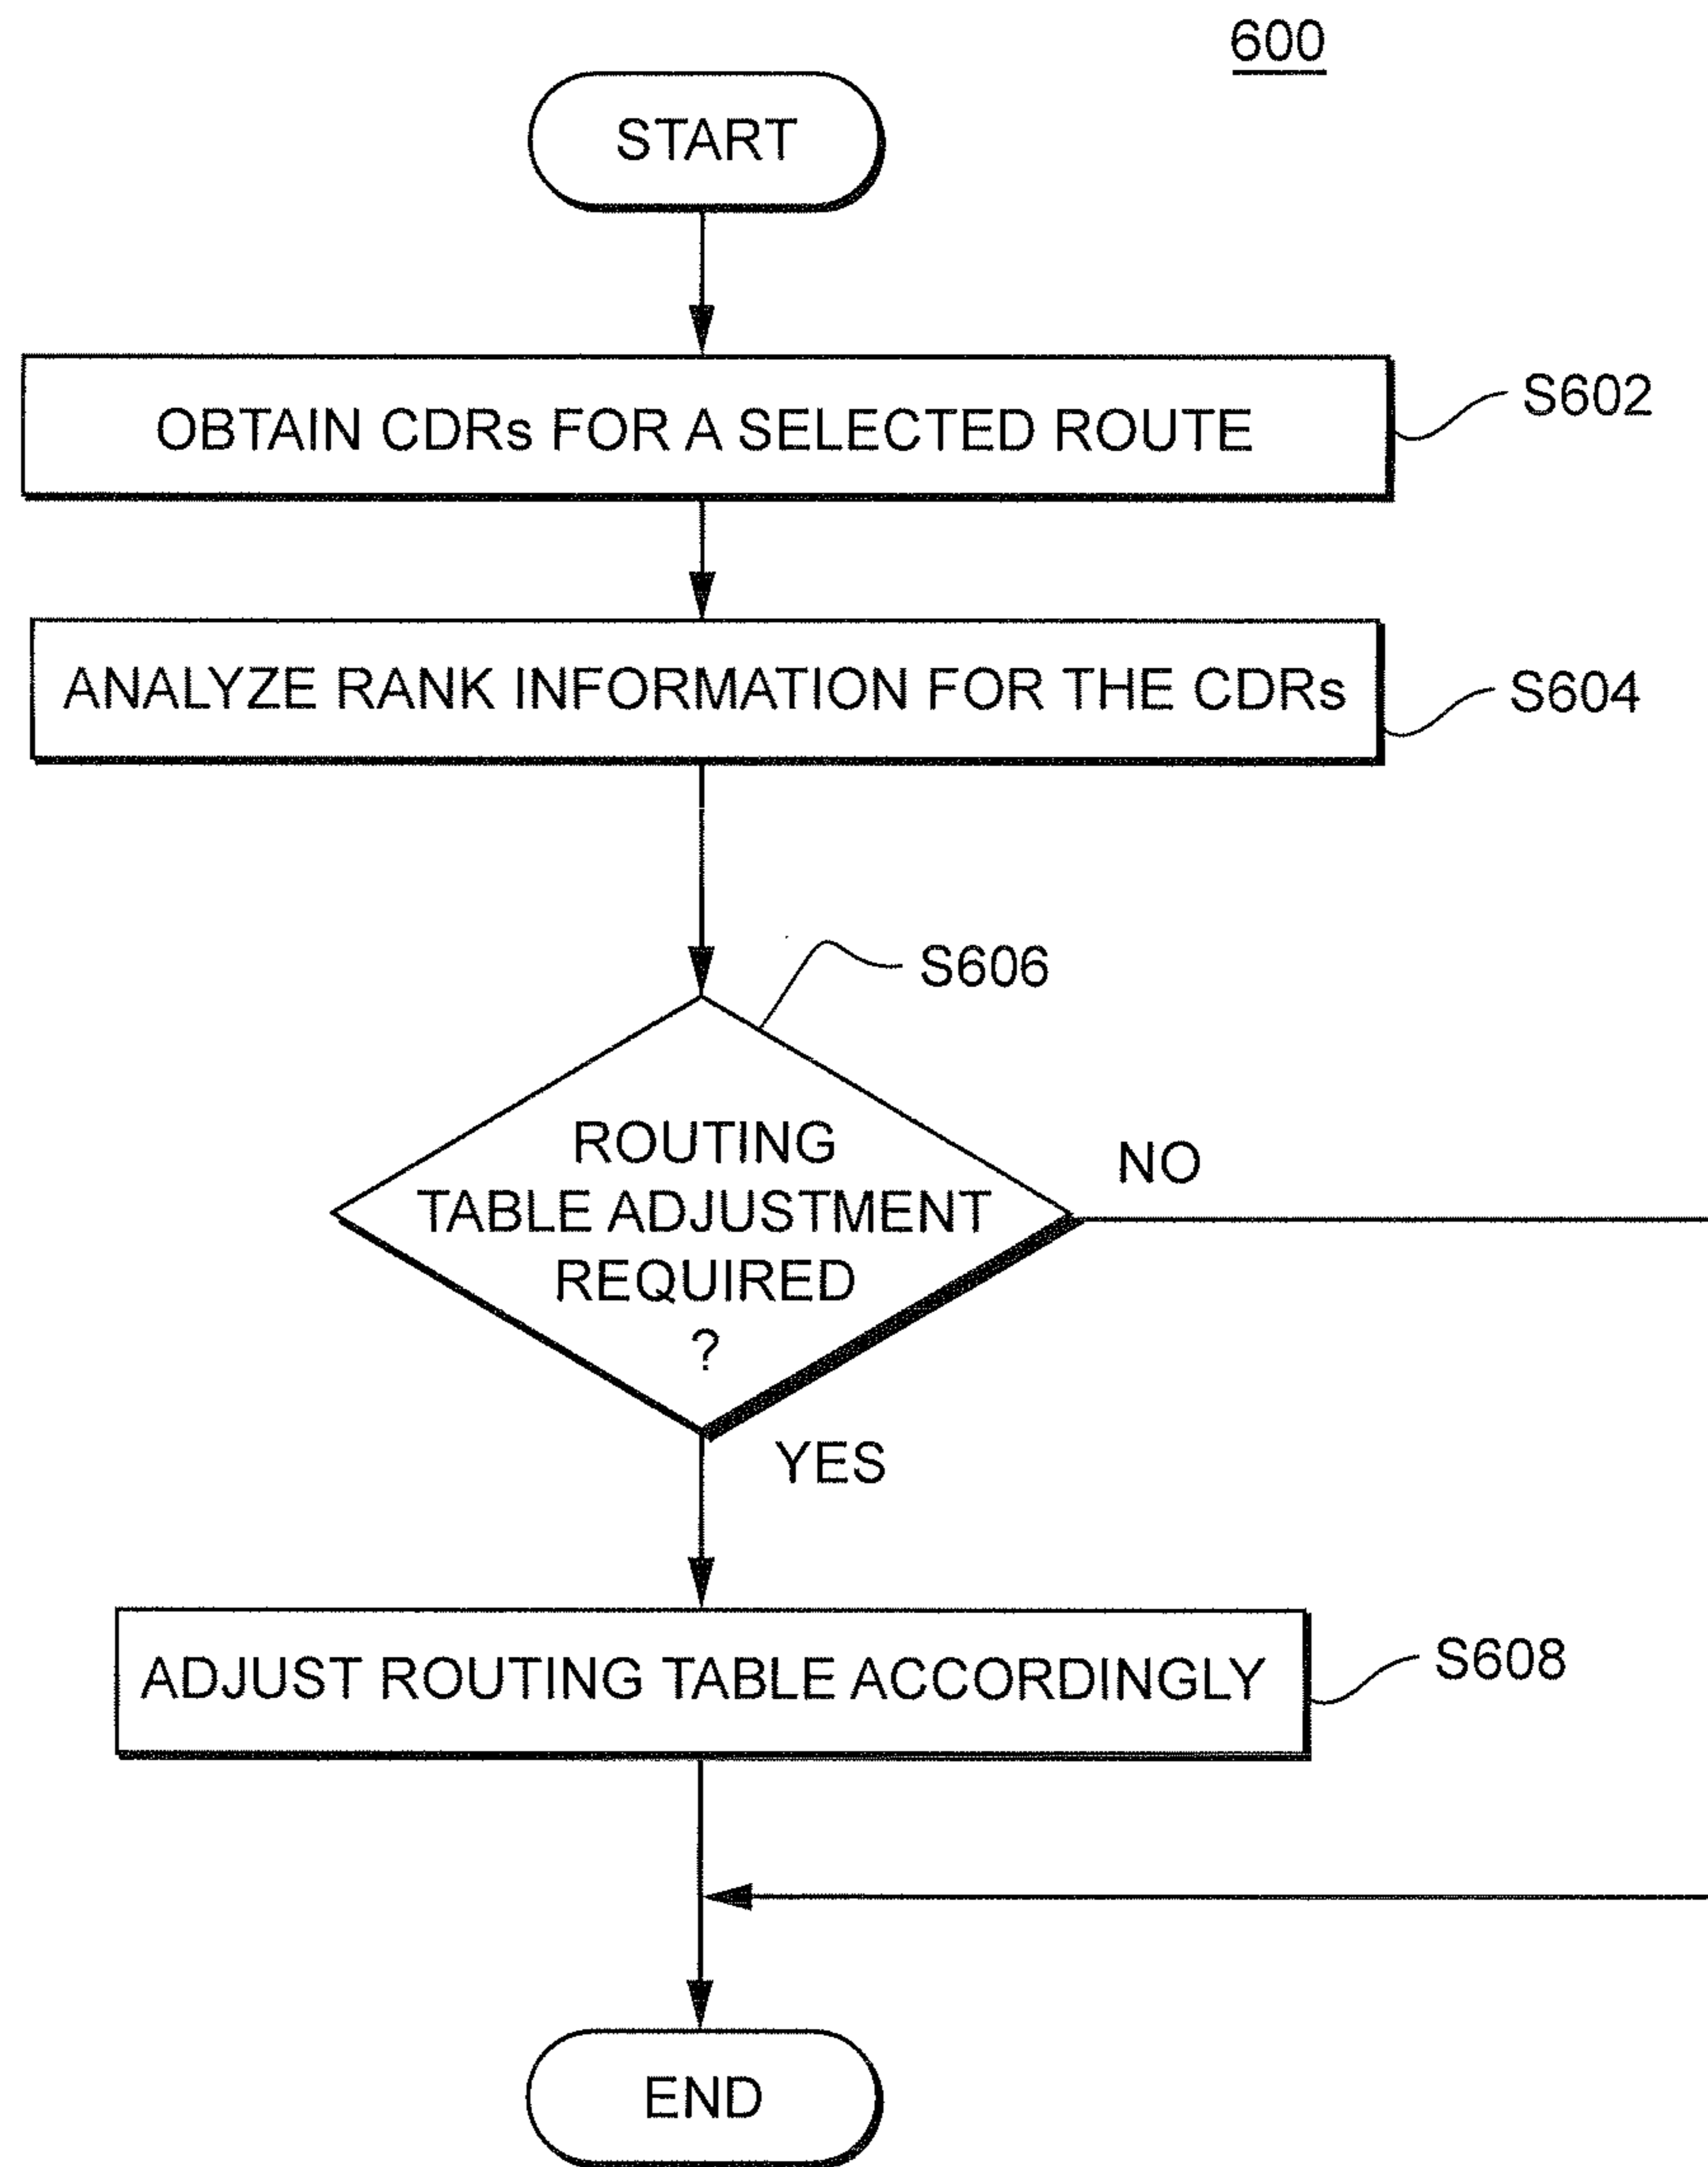 600
START
OBTAIN CDRs FOR A SELECTED ROUTE
S602
ANALYZE RANK INFORMATION FOR THE CDRs
S604
S606
ROUTING
TABLE ADJUSTMENT
REQUIRED
?
NO
YES
ADJUST ROUTING TABLE ACCORDINGLY
S608
END